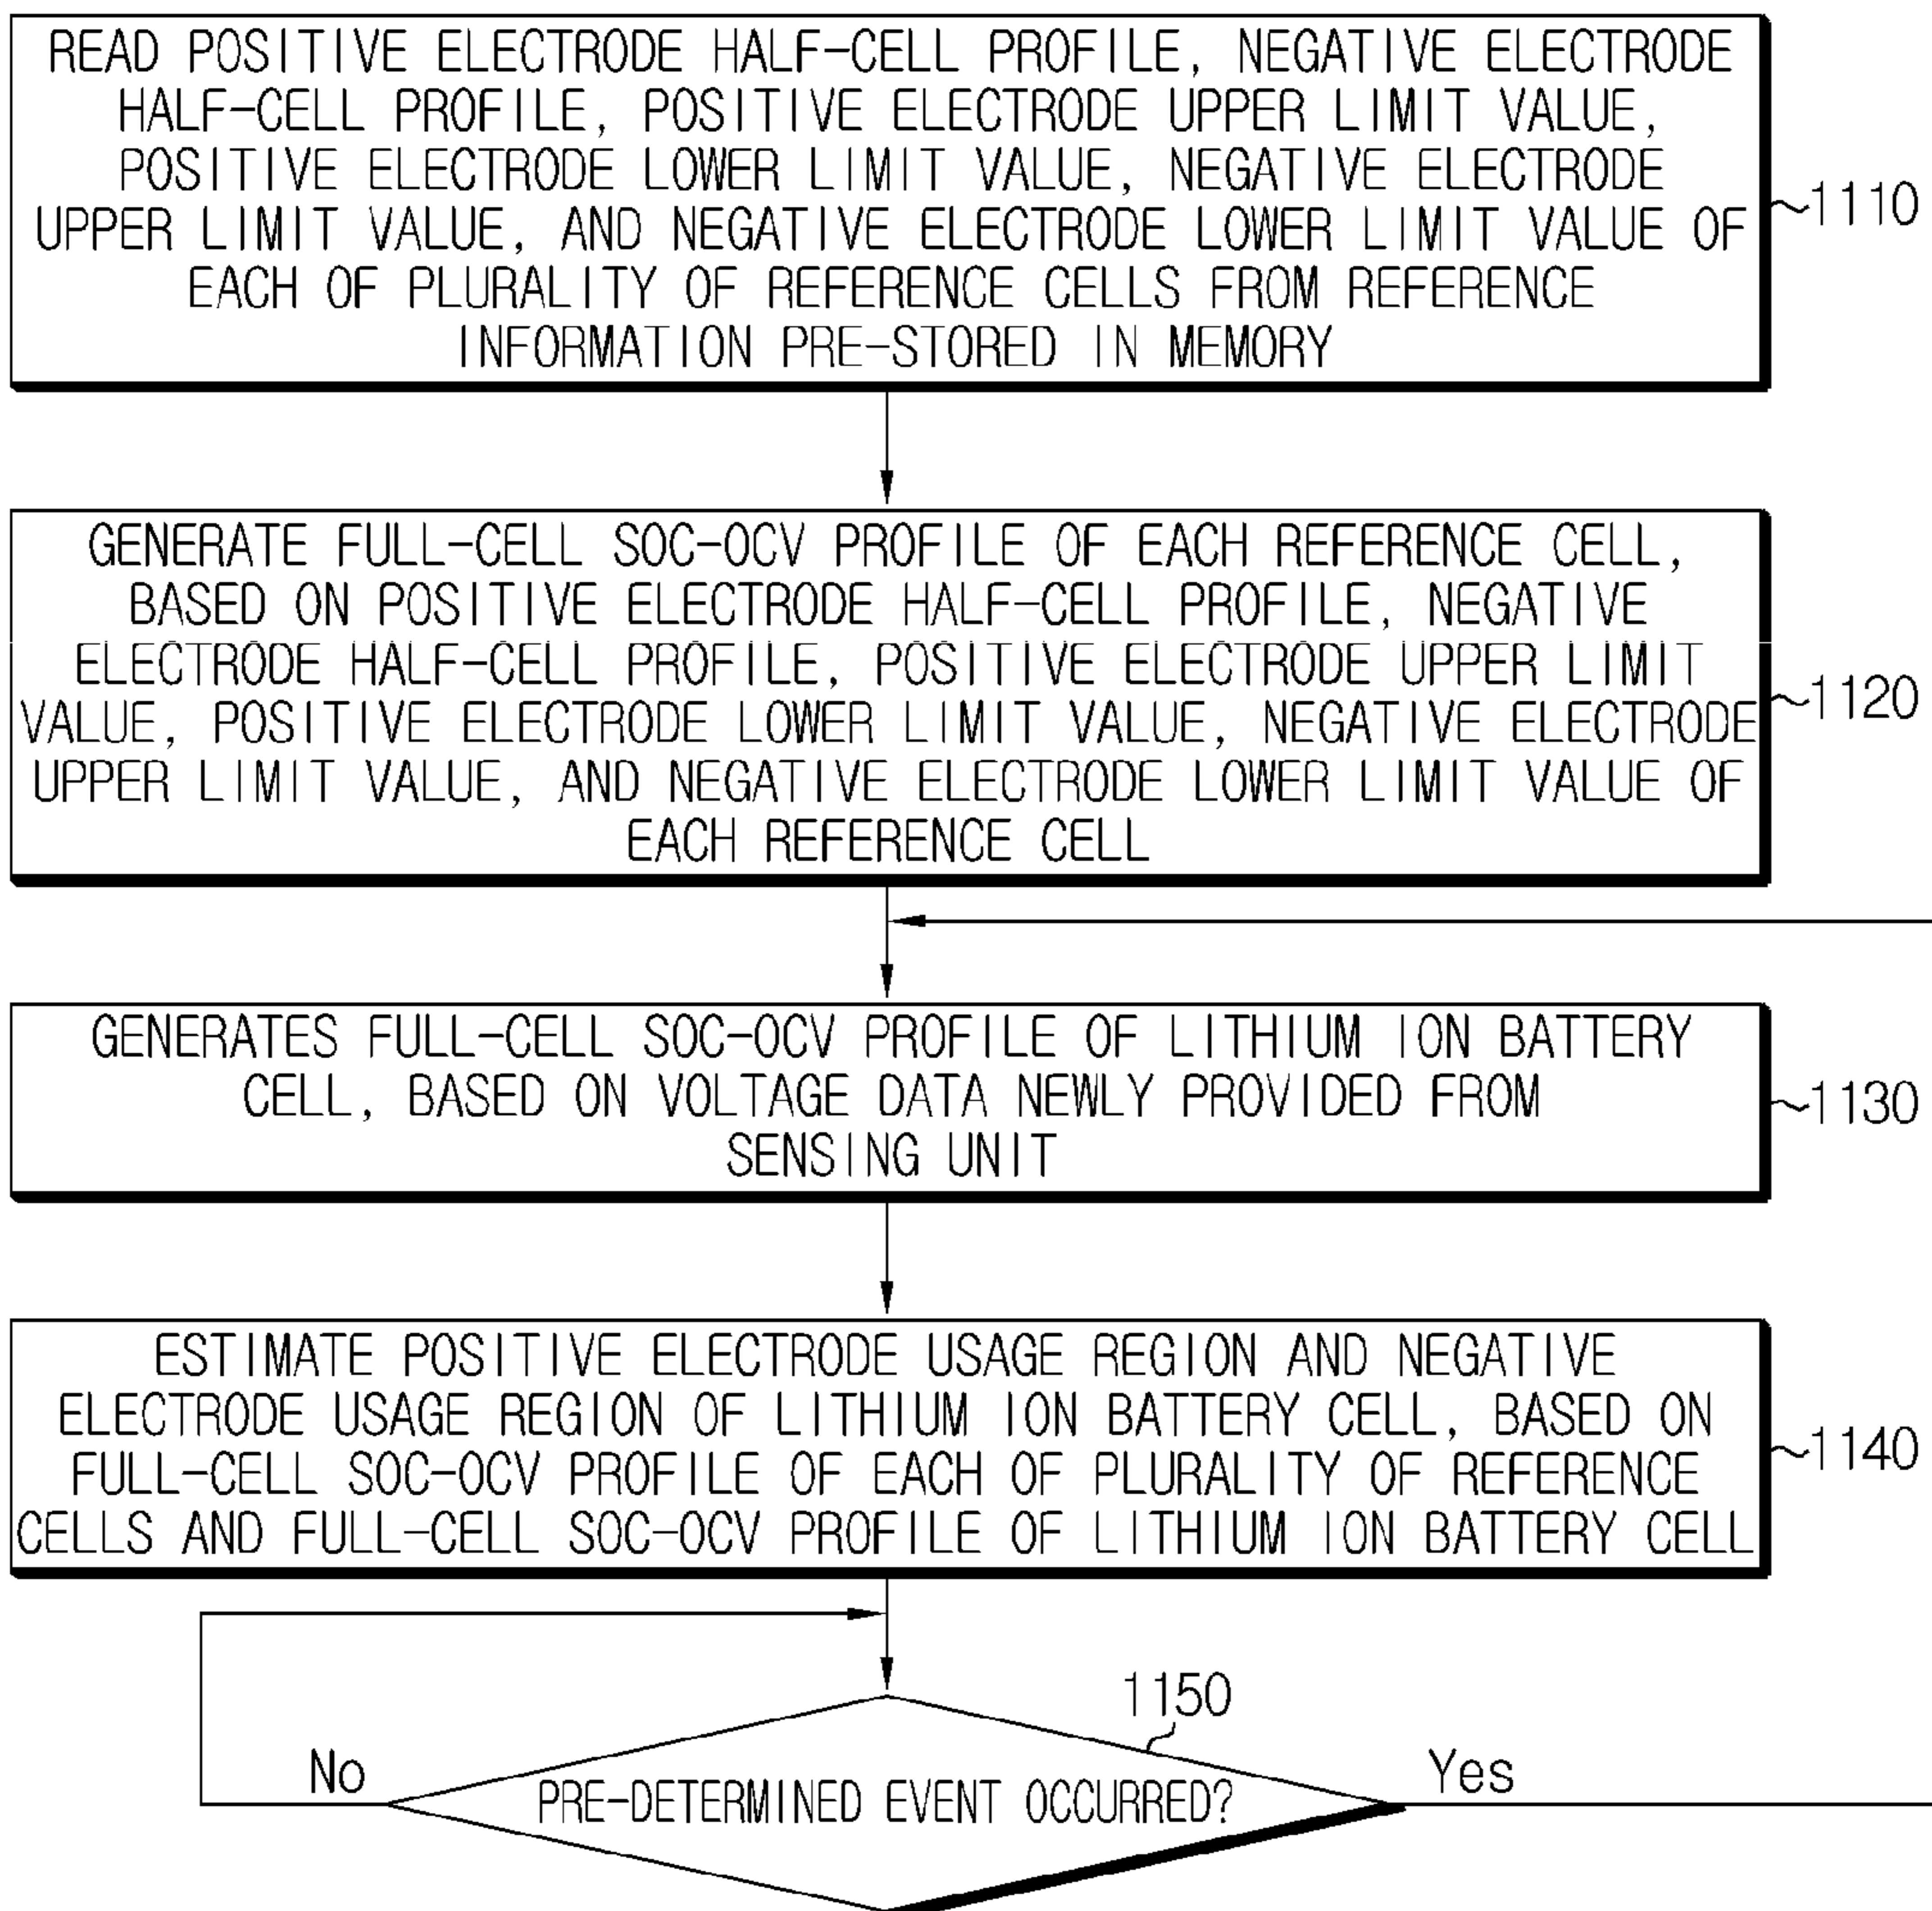 READ POSITIVE ELECTRODE HALF-CELL PROFILE, NEGATIVE ELECTRODE
HALF-CELL PROFILE, POSITIVE ELECTRODE UPPER LIMIT VALUE,
POSITIVE ELECTRODE LOWER LIMIT VALUE, NEGATIVE ELECTRODE
UPPER LIMIT VALUE, AND NEGATIVE ELECTRODE LOWER LIMIT VALUE OF
EACH OF PLURALITY OF REFERENCE CELLS FROM REFERENCE
INFORMATION PRE-STORED IN MEMORY
1110
GENERATE FULL-CELL SOC-OCV PROFILE OF EACH REFERENCE CELL,
BASED ON POSITIVE ELECTRODE HALF-CELL PROFILE, NEGATIVE
ELECTRODE HALF-CELL PROFILE, POSITIVE ELECTRODE UPPER LIMIT
VALUE, POSITIVE ELECTRODE LOWER LIMIT VALUE, NEGATIVE ELECTRODE
UPPER LIMIT VALUE, AND NEGATIVE ELECTRODE LOWER LIMIT VALUE OF
EACH REFERENCE CELL
1120
GENERATES FULL-CELL SOC-OCV PROFILE OF LITHIUM ION BATTERY
CELL, BASED ON VOLTAGE DATA NEWLY PROVIDED FROM
SENSING UNIT
1130
ESTIMATE POSITIVE ELECTRODE USAGE REGION AND NEGATIVE
ELECTRODE USAGE REGION OF LITHIUM ION BATTERY CELL, BASED ON
FULL-CELL SOC-OCV PROFILE OF EACH OF PLURALITY OF REFERENCE
CELLS AND FULL-CELL SOC-OCV PROFILE OF LITHIUM ION BATTERY CELL
1140
1150
No
PRE-DETERMINED EVENT OCCURRED?
Yes